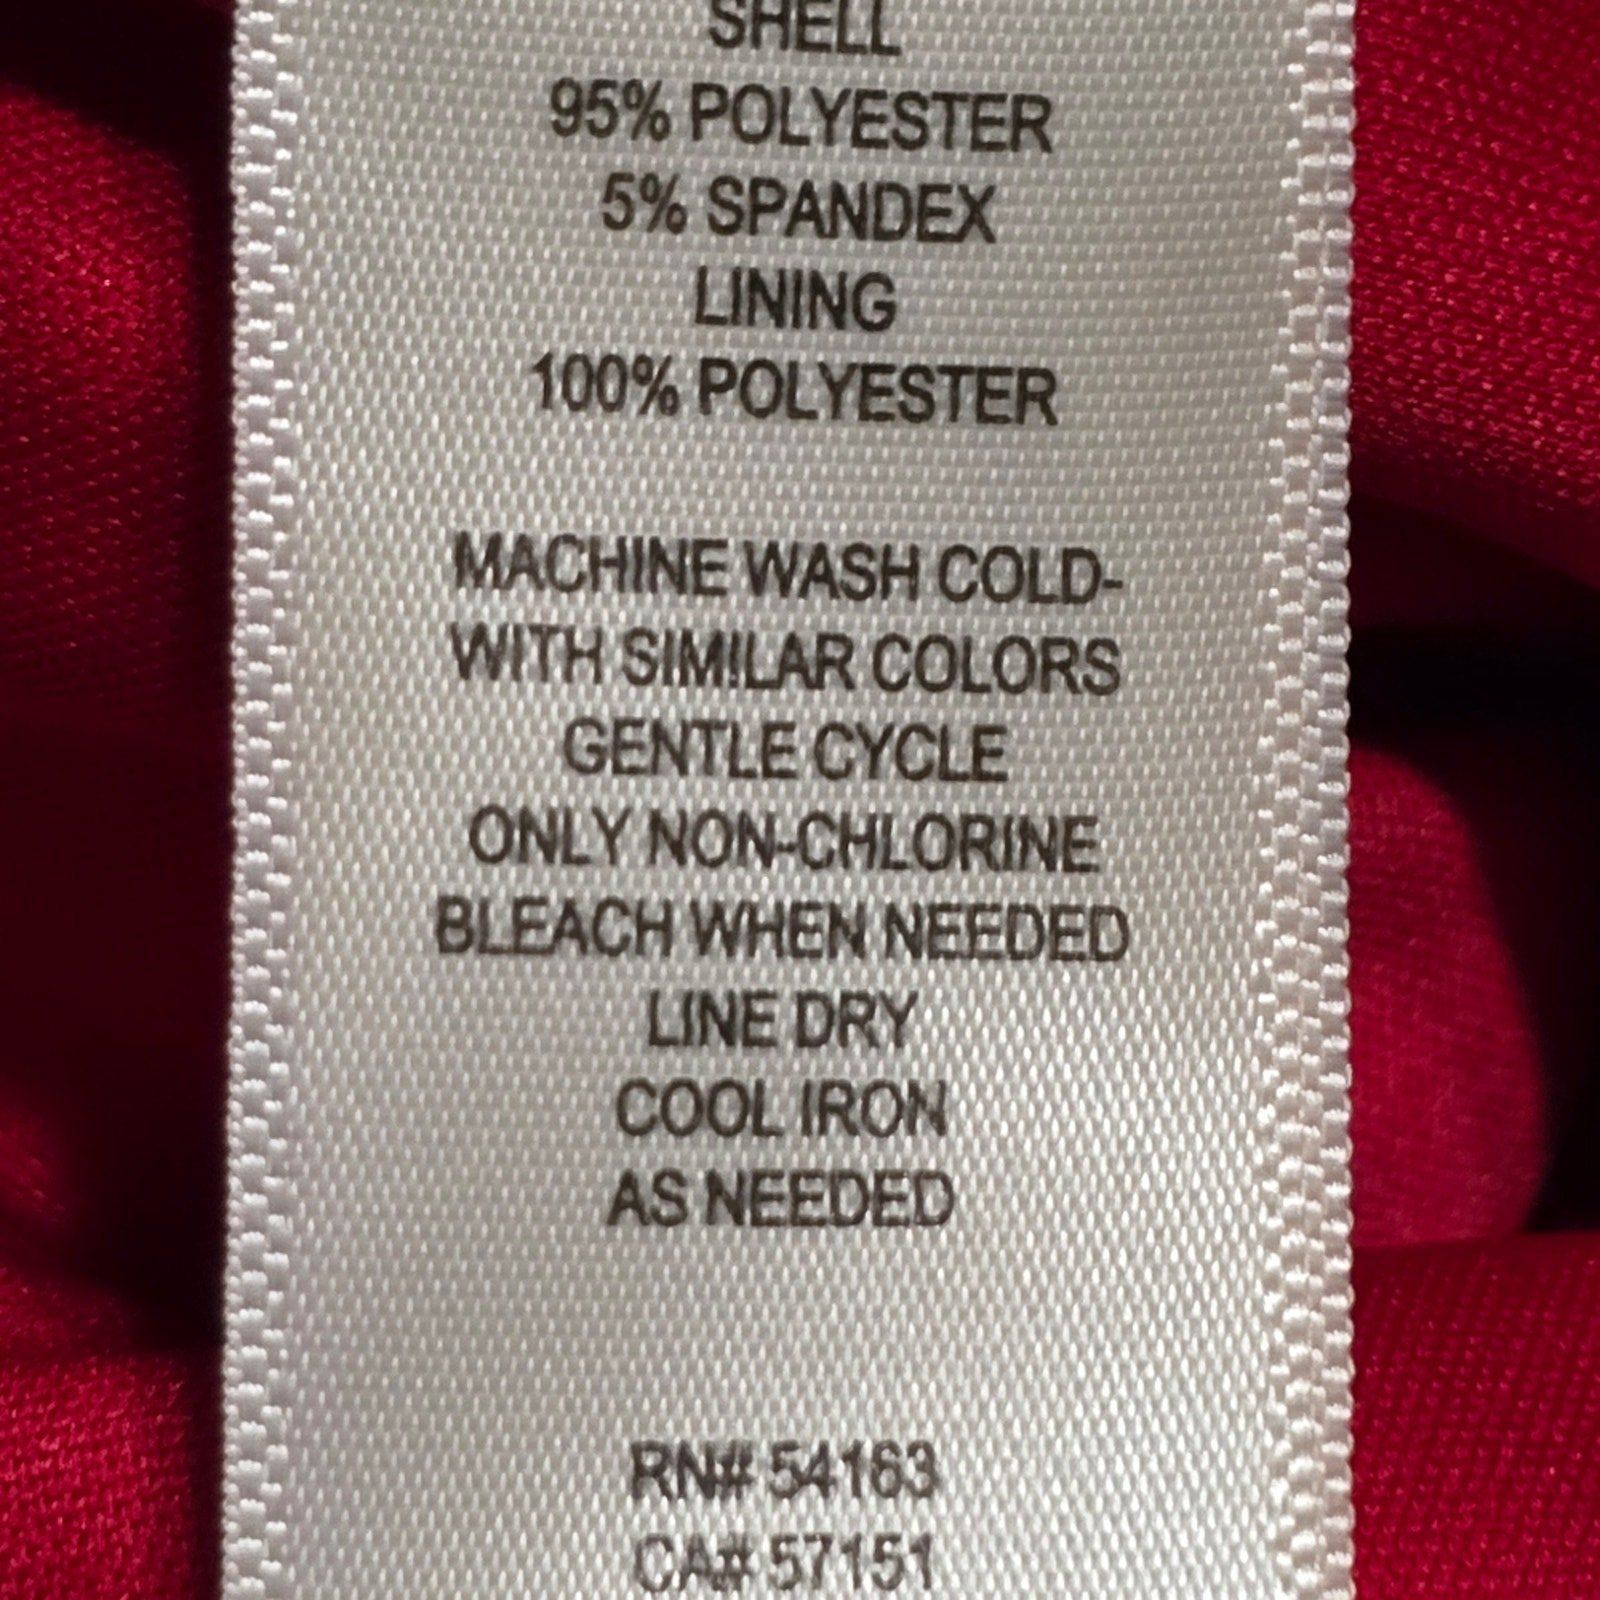 SHELL
95% POLYESTER
5% SPANDEX
LINING
100% POLYESTER
MACHINE WASH COLD-
WITH SIMILAR COLORS
GENTLE CYCLE
ONLY NON-CHLORINE
BLEACH WHEN NEEDED
LINE DRY
COOL IRON
AS NEEDED
RN# 54163
CA# 57151